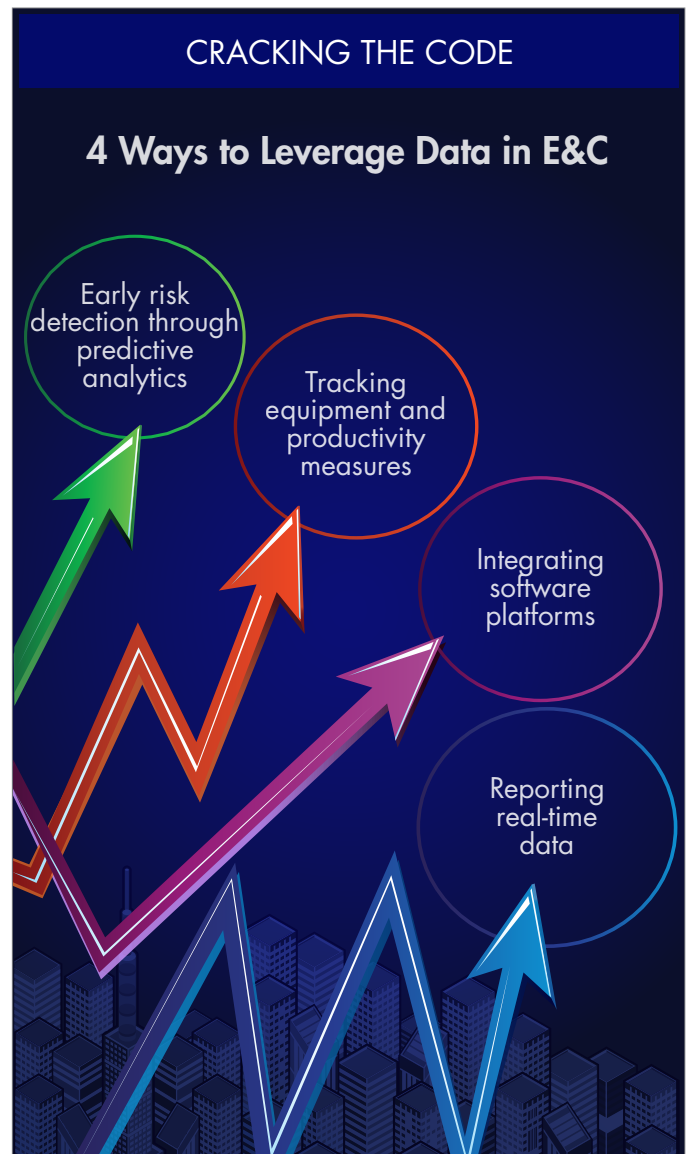 CRACKING THE CODE
4 Ways to Leverage Data in E&C
Early risk
detection through
predictive
analytics
Tracking
equipment and
productivity
measures
Integrating
software
platforms
Reporting
real-time
data